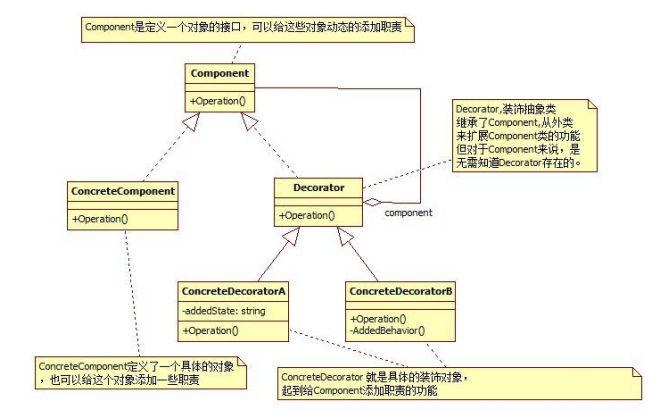 Component是定义一个对象的接口，可以给这些对象动态的添加职责
Component
+Operation()
Decorator,装饰抽象类
继承了Component,从外类
来扩展Component类的功能
但对于Component来说，是
无需知道Decorator存在的。
ConcreteComponent
+Operation()
Decorator
+Operation()
component
ConcreteDecoratorA
-addedState: string
+Operation()
ConcreteDecoratorB
+Operation()
-AddedBehavior()
ConcreteComponent定义了一个具体的对象
，也可以给这个对象添加一些职责
ConcreteDecorator 就是具体的装饰对象，
起到给Component添加职责的功能